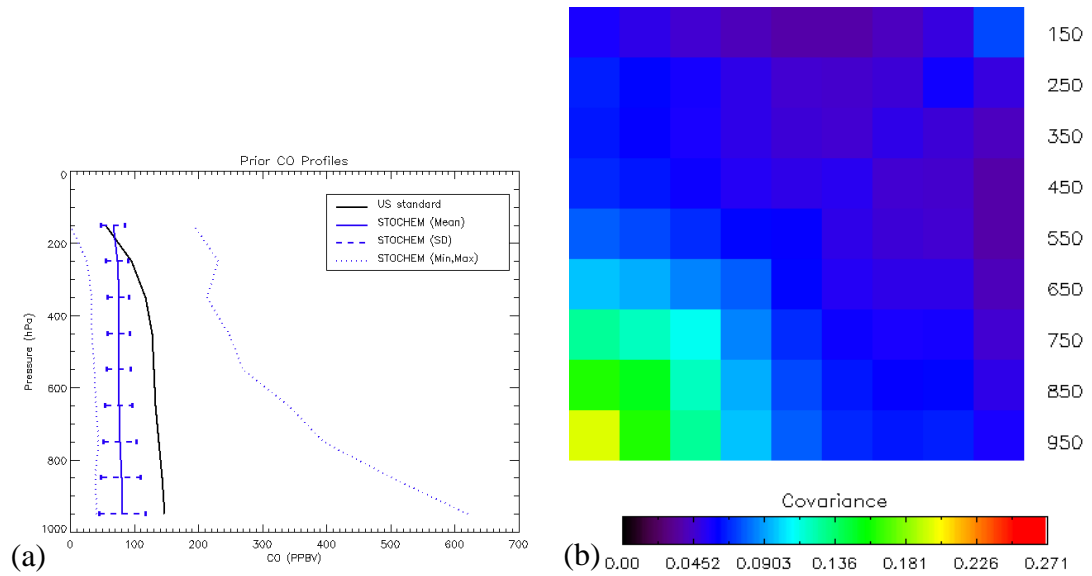 Prior CO Profiles
0
200
400
600
800
1000
Pressure (hPa)
US standard
STOCHEM (Mean)
STOCHEM (SD)
STOCHEM (Min,Max)
0 100 200 300 400 500 600 700
CO (PPBV)
(a)
150
250
350
450
550
650
750
850
950
Covariance
0.00 0.0452 0.0903 0.136 0.181 0.226 0.271
(b)